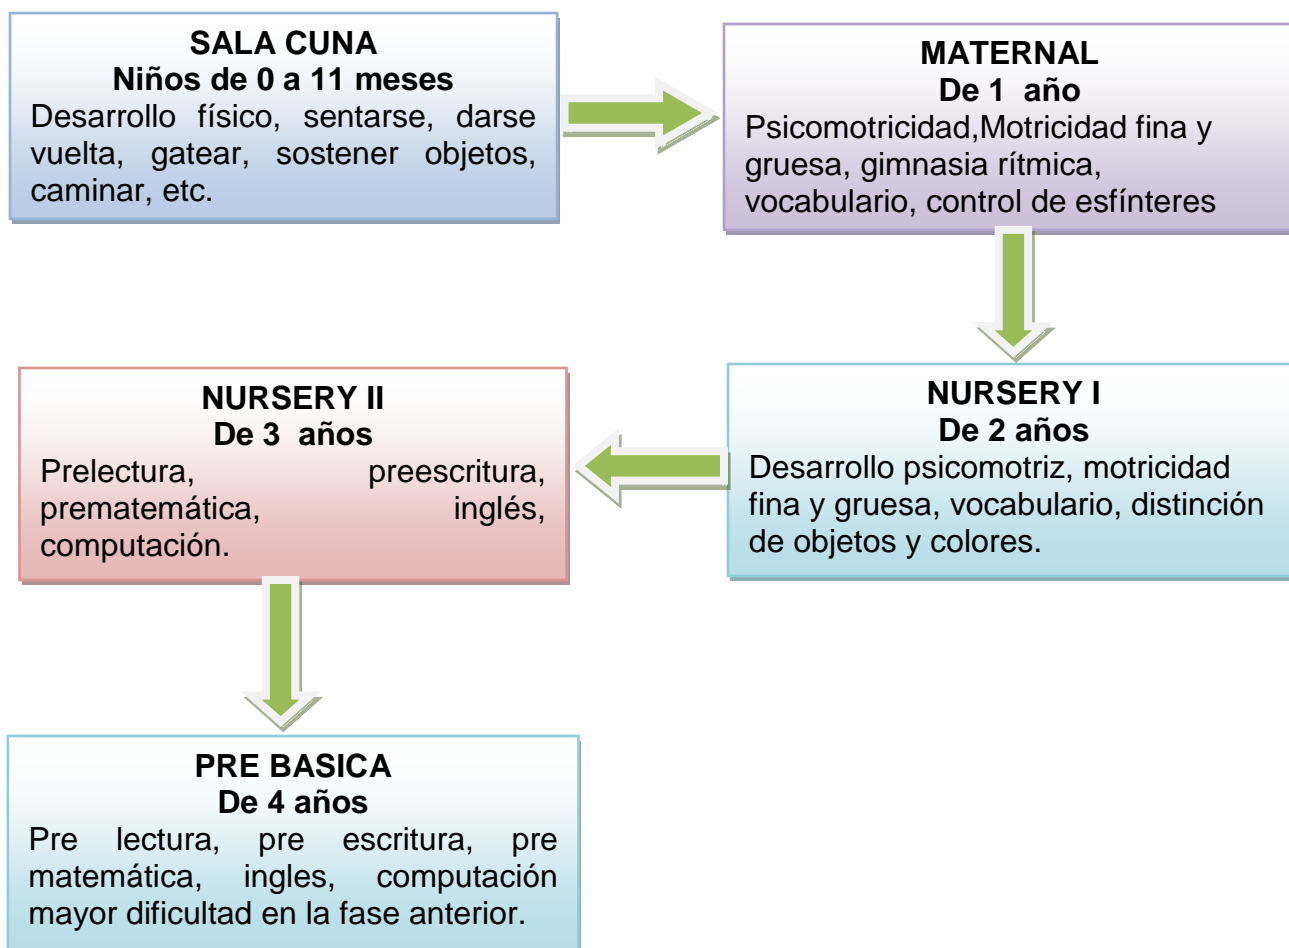 SALA CUNA
Niños de 0 a 11 meses
Desarrollo físico, sentarse, darse
vuelta, gatear, sostener objetos,
caminar, etc.
MATERNAL
De 1 año
Psicomotricidad,Motricidad fina y
gruesa, gimnasia rítmica,
vocabulario, control de esfínteres
NURSERY I
De 2 años
Desarrollo psicomotriz, motricidad
fina y gruesa, vocabulario, distinción
de objetos y colores.
NURSERY II
De 3 años
Prelectura, preescritura,
prematemática, inglés,
computación.
PRE BASICA
De 4 años
Pre lectura, pre escritura, pre
matemática, ingles, computación
mayor dificultad en la fase anterior.